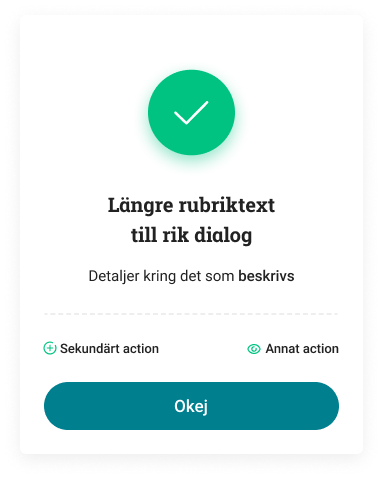 Längre rubriktext
till rik dialog
Detaljer kring det som beskrivs
Sekundärt action
Annat action
Okej